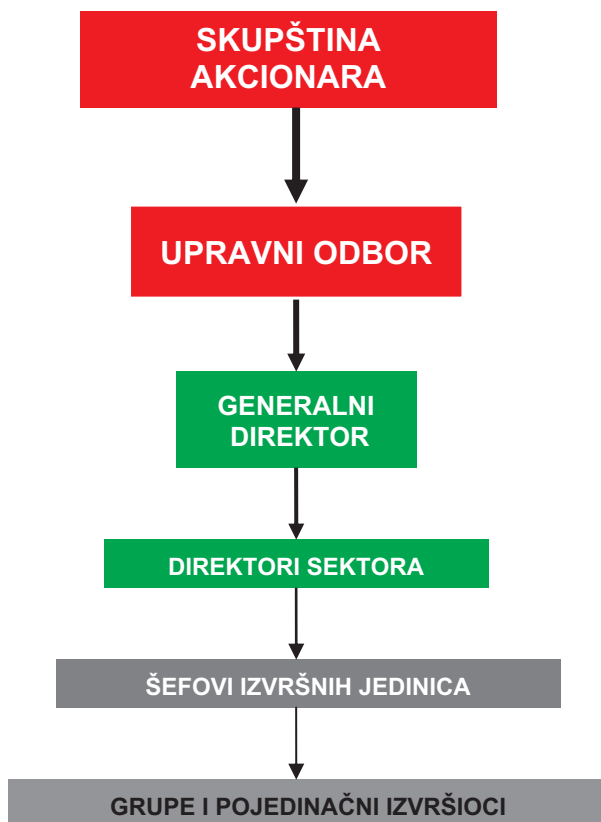 SKUPŠTINA
AKCIONARA
UPRAVNI ODBOR
GENERALNI
DIREKTOR
DIREKTORI SEKTORA
ŠEFOVI IZVRŠNIH JEDINICA
GRUPE I POJEDINAČNI IZVRŠIOCI